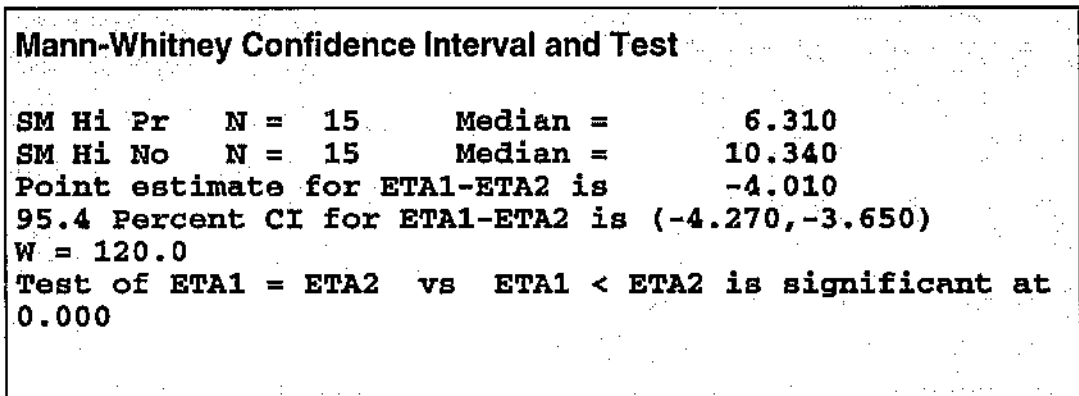 Mann-Whitney Confidence Interval and Test
SM Hi Pr N = 15 Median = 6.310
SM Hi No N = 15 Median = 10.340
Point estimate for ETA1-ETA2 is -4.010
95.4 Percent CI for ETA1-ETA2 is (-4.270,-3.650)
W = 120.0
Test of ETA1 = ETA2 vs ETA1 < ETA2 is significant at
0.000